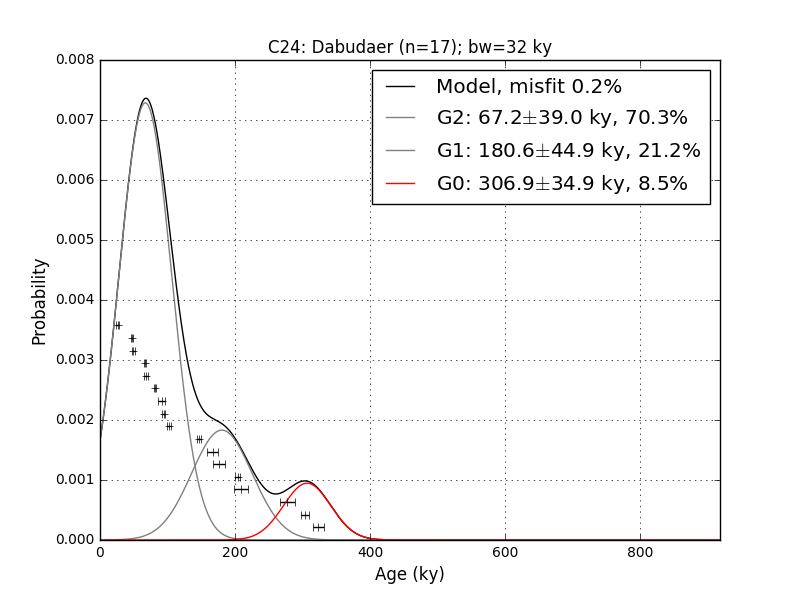 C24: Dabudaer (n=17); bw=32 ky
Model, misfit 0.2%
G2: 67.2±39.0 ky, 70.3%
G1: 180.6±44.9 ky, 21.2%
G0: 306.9±34.9 ky, 8.5%
0.008
0.007
0.006
0.005
0.004
0.003
0.002
0.001
0.000
Probability
0 200 400 600 800
Age (ky)